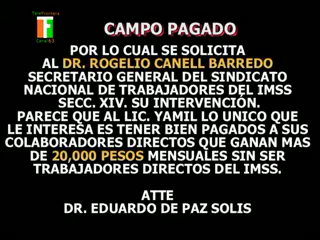 TeleFrontera
Canal 63
CAMPO PAGADO
POR LO CUAL SE SOLICITA
AL DR. ROGELIO CANELL BARREDO
SECRETARIO GENERAL DEL SINDICATO
NACIONAL DE TRABAJADORES DEL IMSS
SECC. XIV. SU INTERVENCIÓN.
PARECE QUE AL LIC. YAMIL LO UNICO QUE
LE INTERESA ES TENER BIEN PAGADOS A SUS
COLABORADORES DIRECTOS QUE GANAN MAS
DE 20,000 PESOS MENSUALES SIN SER
TRABAJADORES DIRECTOS DEL IMSS.
ATTE
DR. EDUARDO DE PAZ SOLIS